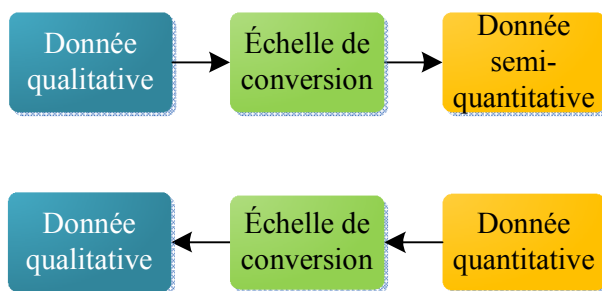 Donnée
qualitative
Échelle de
conversion
Donnée
semi-
quantitative
Donnée
qualitative
Échelle de
conversion
Donnée
quantitative